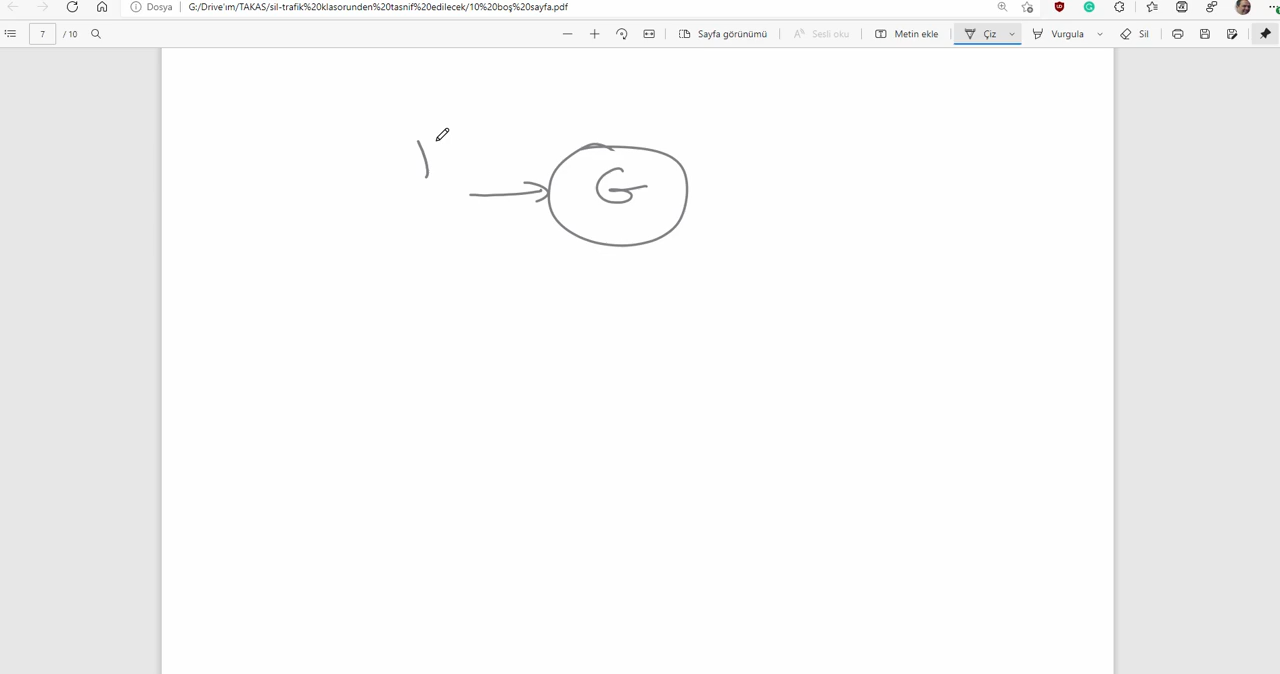 Dosya G:/Drive'ım/TAKAS/sil-trafik%20klasorunden%20tasnif%20edilecek/10%20boş%20sayfa.pdf
7 / 10 Sayfa görünümü Sesli oku Metin ekle Çiz Vurgula Sil
G